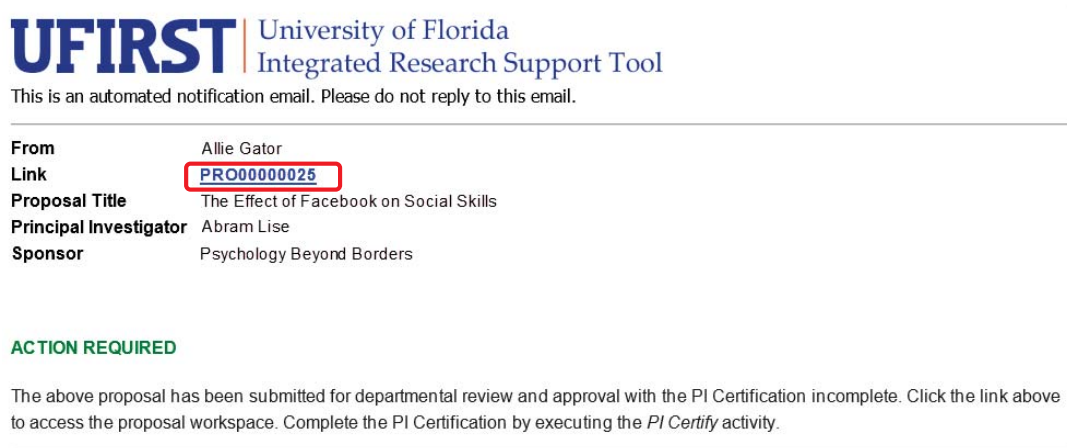 UFIRST University of Florida
Integrated Research Support Tool
This is an automated notification email. Please do not reply to this email.
From Allie Gator
Link PRO00000025
Proposal Title The Effect of Facebook on Social Skills
Principal Investigator Abram Lise
Sponsor Psychology Beyond Borders
ACTION REQUIRED
The above proposal has been submitted for departmental review and approval with the PI Certification incomplete. Click the link above
to access the proposal workspace. Complete the PI Certification by executing the PI Certify activity.